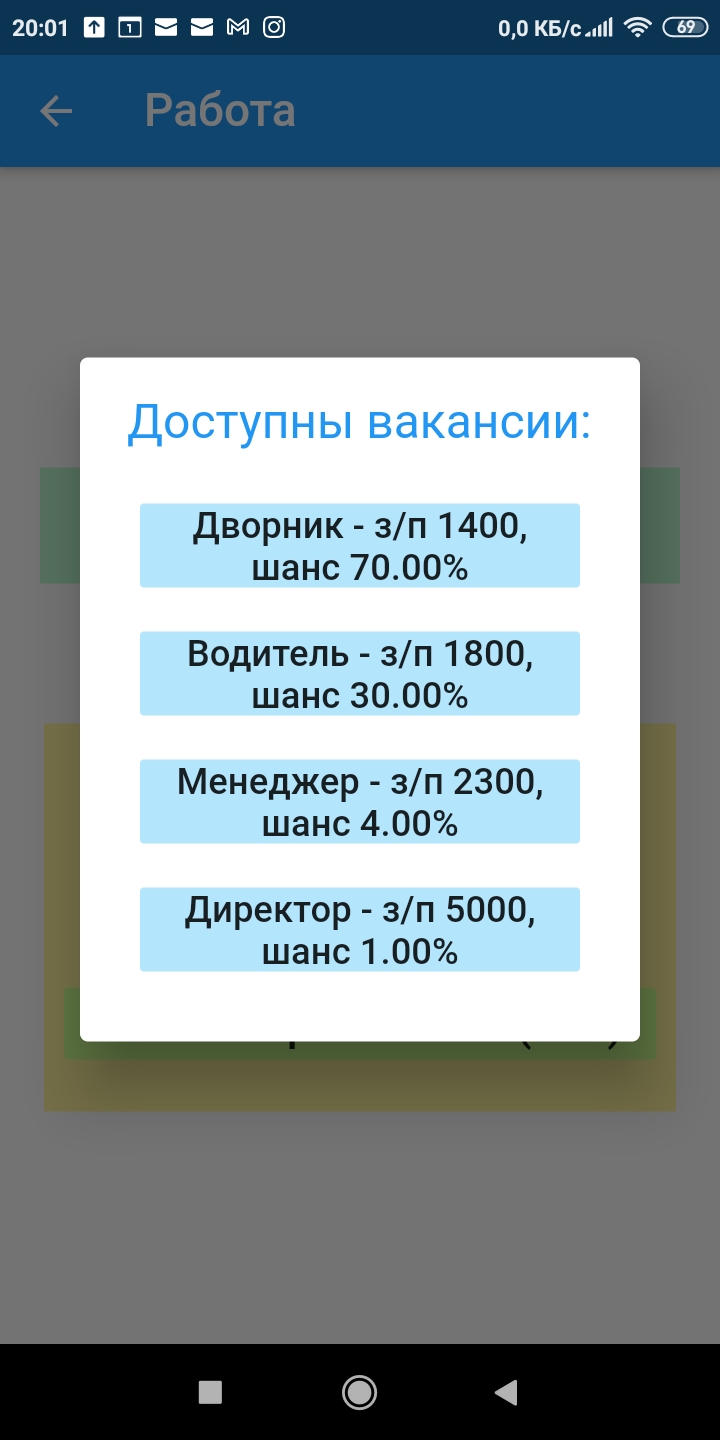 20:01
0,0 КБ/с
69
Работа
Доступны вакансии:
Дворник - з/п 1400,
шанс 70.00%
Водитель - з/п 1800,
шанс 30.00%
Менеджер - з/п 2300,
шанс 4.00%
Директор - з/п 5000,
шанс 1.00%